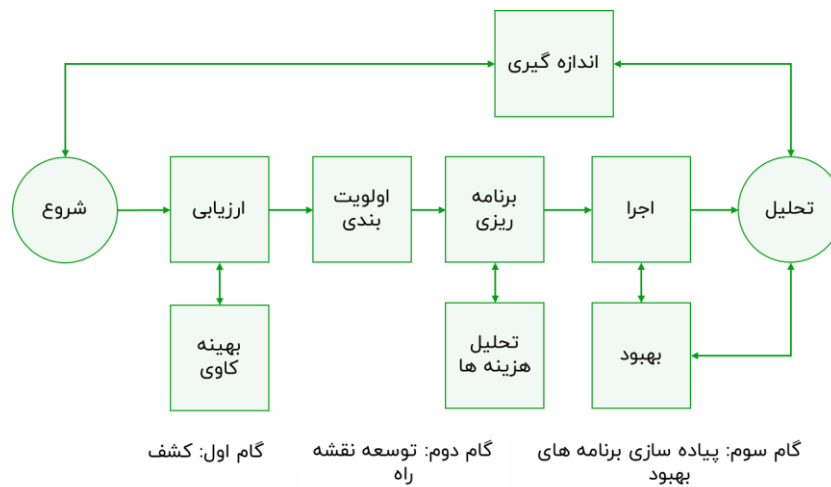 اندازه گیری
شروع
ارزیابی
اولویت
بندی
برنامه
ریزی
اجرا
تحلیل
بهینه
کاوی
تحلیل
هزینه ها
بهبود
گام اول: کشف
گام دوم: توسعه نقشه
راه
گام سوم: پیاده سازی برنامه های
بهبود